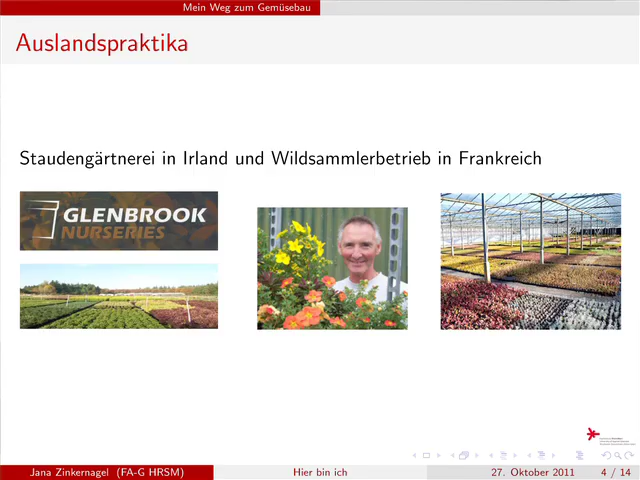 Mein Weg zum Gemüsebau
Auslandspraktika
Staudengärtnerei in Irland und Wildsammlerbetrieb in Frankreich
GLENBROOK
NURSERIES
Jana Zinkernagel (FA-G HRSM)
Hier bin ich
27. Oktober 2011
4 / 14